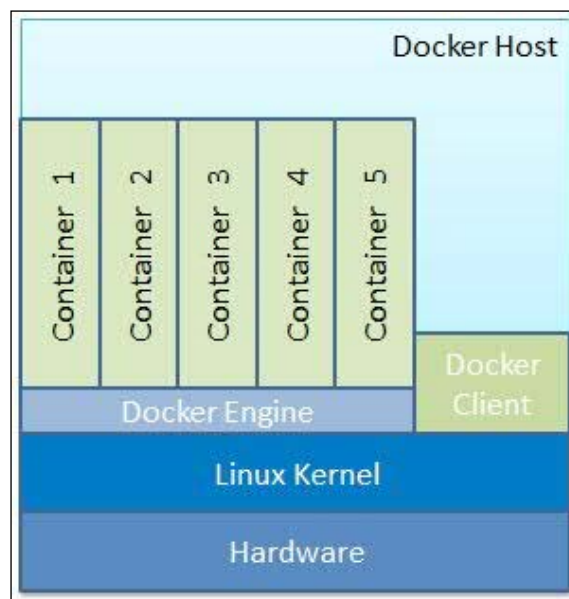 Docker Host
Container 1
Container 2
Container 3
Container 4
Container 5
Docker
Client
Docker Engine
Linux Kernel
Hardware